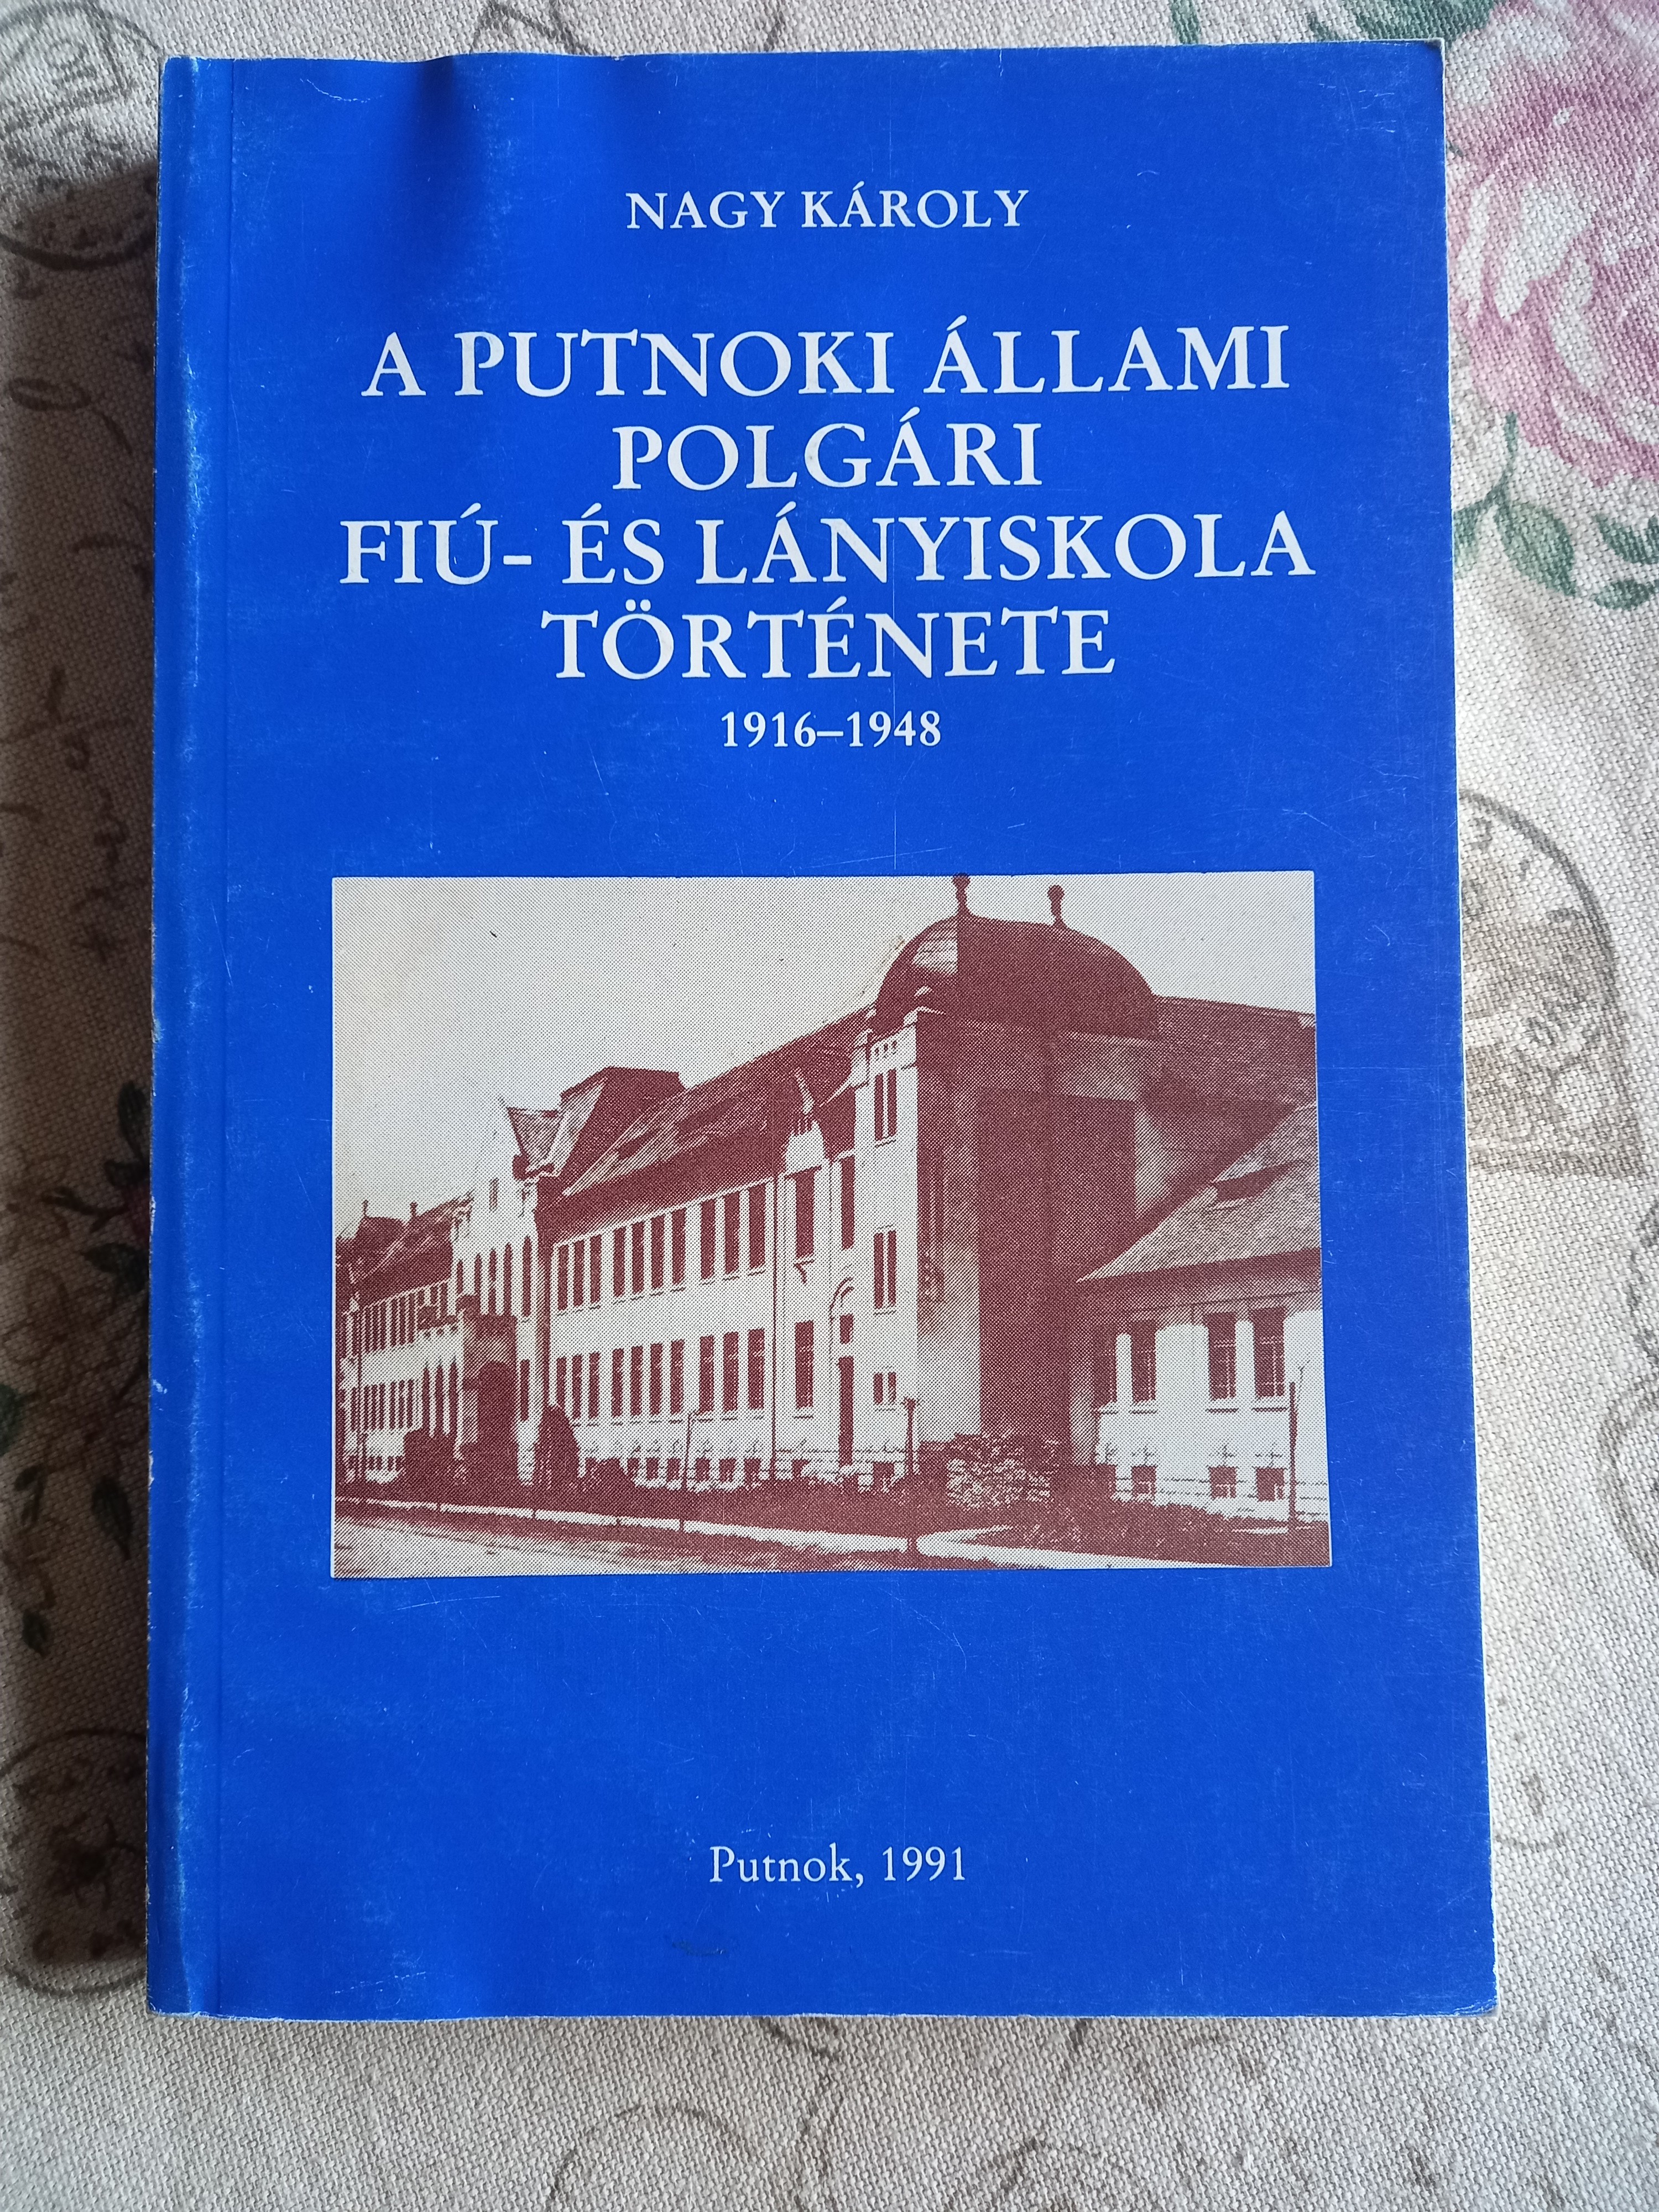 NAGY KÁROLY
A PUTNOKI ÁLLAMI
POLGÁRI
FIÚ- ÉS LÁNYISKOLA
TÖRTÉNETE
1916–1948
Putnok, 1991